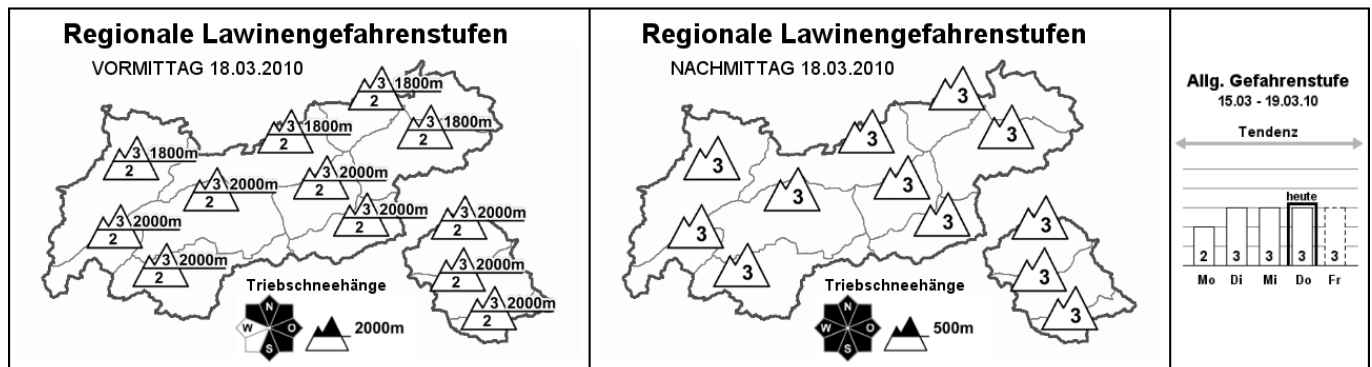 Regionale Lawinengefahrenstufen
VORMITTAG 18.03.2010
3 1800m
2
3 1800m
2
3 1800m
2
3 1800m
2
3 2000m
2
3 2000m
2
3 2000m
2
3 2000m
2
3 2000m
2
3 2000m
2
3 2000m
2
3 2000m
2
Triebschneehänge
N
W O
S
2000m
Regionale Lawinengefahrenstufen
NACHMITTAG 18.03.2010
3
3
3
3
3
3
3
3
3
3
3
3
Triebschneehänge
N
W O
S
500m
Allg. Gefahrenstufe
15.03 - 19.03.10
Tendenz
heute
2 3 3 3 3
Mo Di Mi Do Fr